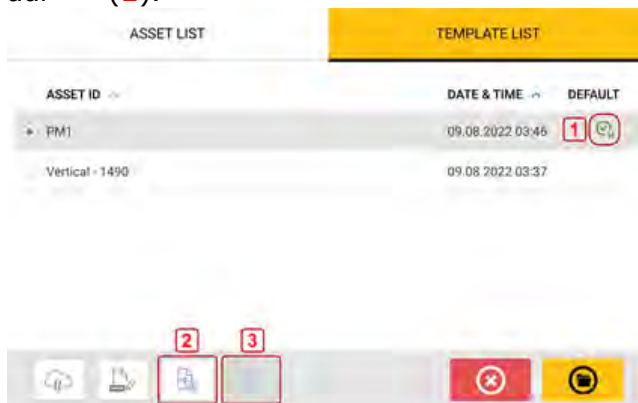 ASSET LIST TEMPLATE LIST
ASSET ID DATE & TIME DEFAULT
PM1 09.08.2022 03:46 1
Vertical - 1490 09.08.2022 03:37
2 3